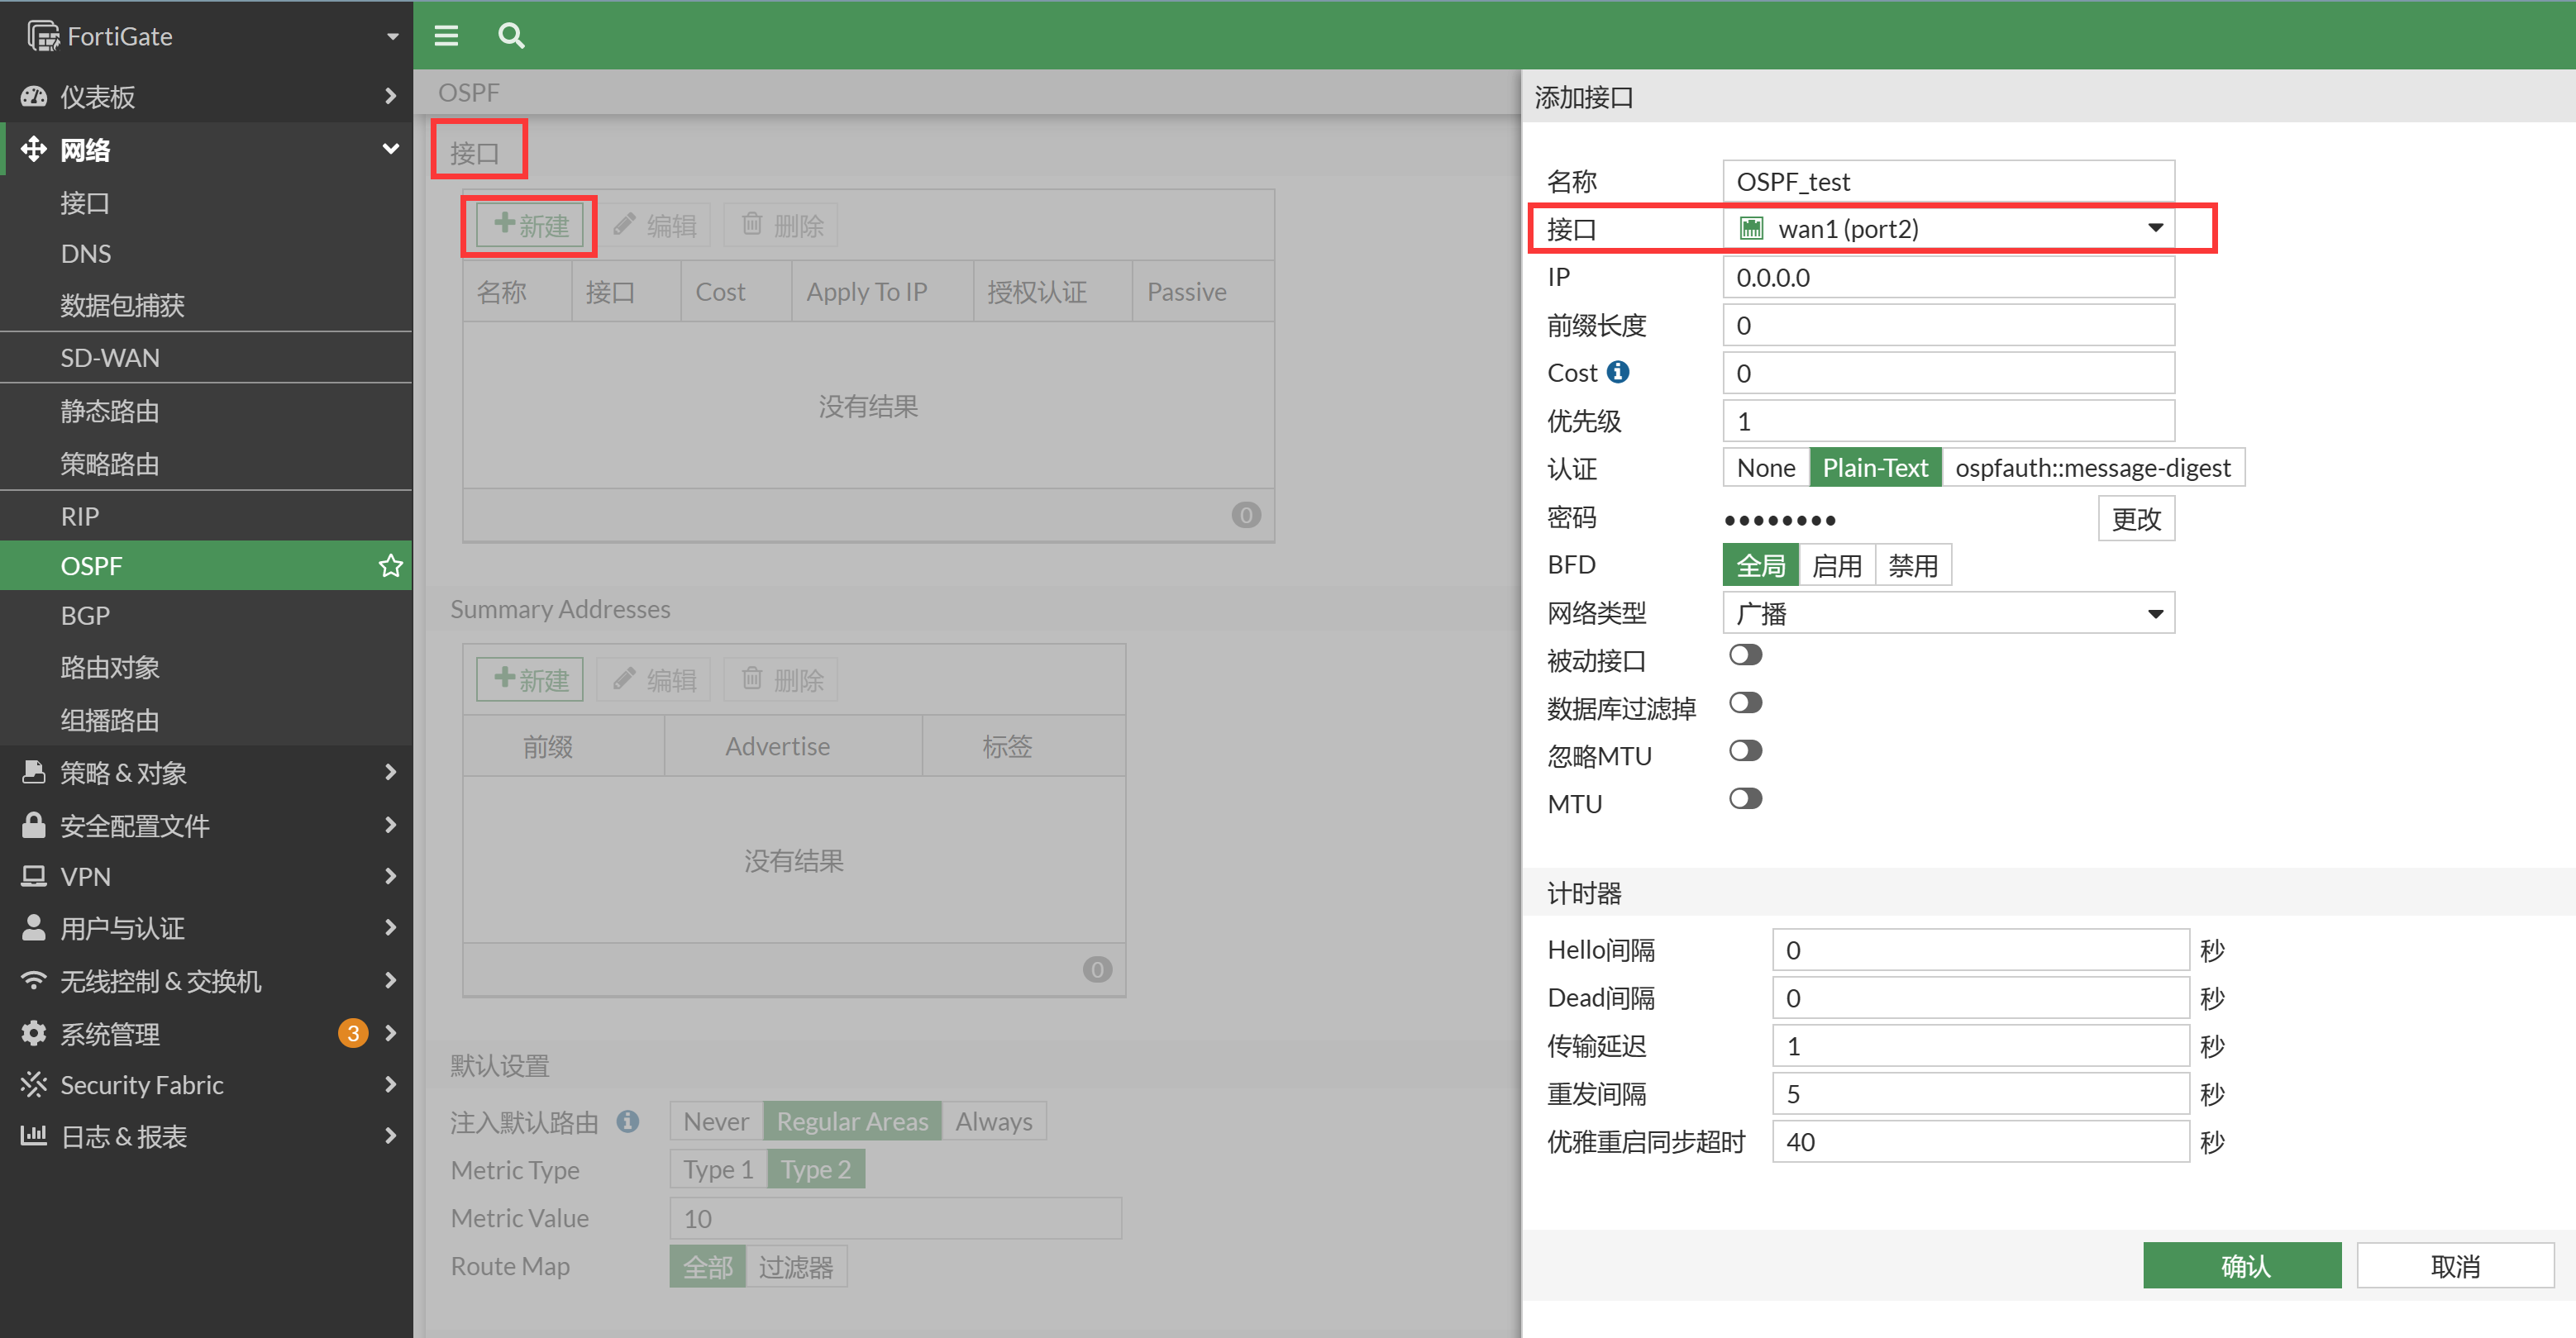 FortiGate
仪表板
网络
接口
DNS
数据包捕获
SD-WAN
静态路由
策略路由
RIP
OSPF
BGP
路由对象
组播路由
策略 & 对象
安全配置文件
VPN
用户与认证
无线控制 & 交换机
系统管理 3
Security Fabric
日志 & 报表
OSPF
接口
新建 编辑 删除
名称 接口 Cost Apply To IP 授权认证 Passive
没有结果
0
Summary Addresses
新建 编辑 删除
前缀 Advertise 标签
没有结果
0
默认设置
注入默认路由 Never Regular Areas Always
Metric Type Type 1 Type 2
Metric Value 10
Route Map 全部 过滤器
添加接口
名称 OSPF_test
接口 wan1 (port2)
IP 0.0.0.0
前缀长度 0
Cost 0
优先级 1
认证 None Plain-Text ospfauth::message-digest
密码 •••••••• 更改
BFD 全局 启用 禁用
网络类型 广播
被动接口
数据库过滤掉
忽略MTU
MTU
计时器
Hello间隔 0 秒
Dead间隔 0 秒
传输延迟 1 秒
重发间隔 5 秒
优雅重启同步超时 40 秒
确认 取消